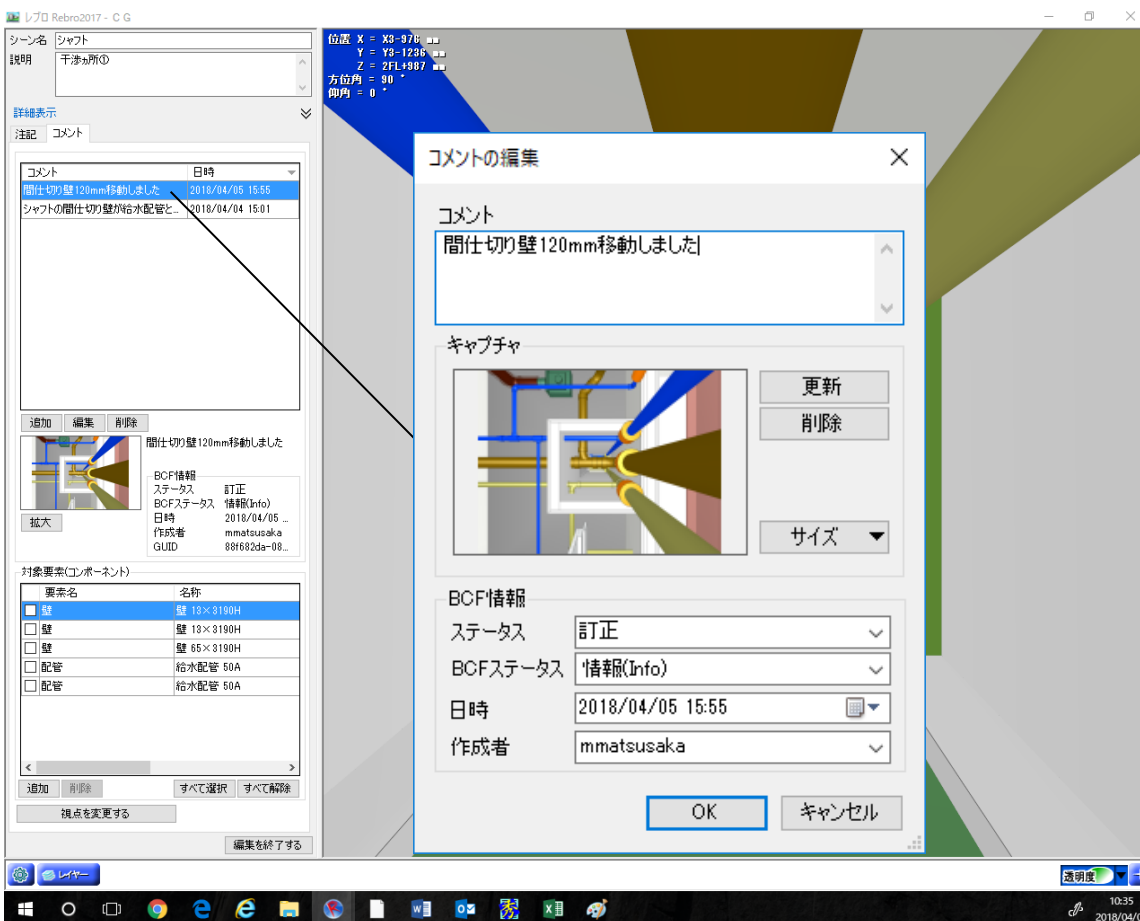 レブロ Rebro2017 - C G
シーン名 シャフト
説明 干渉ヵ所①
詳細表示
注記 コメント
コメント 日時
間仕切り壁120mm移動しました 2018/04/05 15:55
シャフトの間仕切り壁が給水配管と... 2018/04/04 15:01
追加 編集 削除
間仕切り壁120mm移動しました
BCF情報
ステータス 訂正
BCFステータス 情報(Info)
日時 2018/04/05 ...
作成者 mmatsusaka
GUID 88f682da-08...
拡大
対象要素(コンポーネント)
要素名 名称
壁 壁 13×3190H
壁 壁 13×3190H
壁 壁 65×3190H
配管 給水配管 50A
配管 給水配管 50A
追加 削除 すべて選択 すべて解除
視点を変更する
編集を終了する
位置 X = X3-976 mm
Y = Y3-1236 mm
Z = 2FL+987 mm
方位角 = 90 °
仰角 = 0 °
コメントの編集
コメント
間仕切り壁120mm移動しました
キャプチャ
更新
削除
サイズ
BCF情報
ステータス 訂正
BCFステータス 情報(Info)
日時 2018/04/05 15:55
作成者 mmatsusaka
OK キャンセル
レイヤー
透明度
10:35
2018/04/0